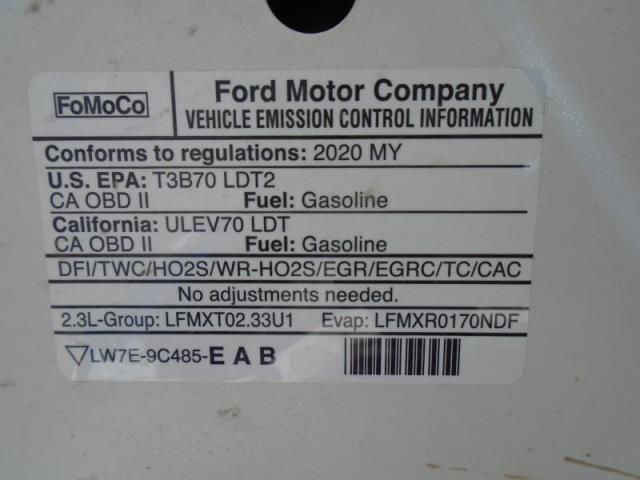 FoMoCo
Ford Motor Company
VEHICLE EMISSION CONTROL INFORMATION
Conforms to regulations: 2020 MY
U.S. EPA: T3B70 LDT2
CA OBD II Fuel: Gasoline
California: ULEV70 LDT
CA OBD II Fuel: Gasoline
DFI/TWC/HO2S/WR-HO2S/EGR/EGRC/TC/CAC
No adjustments needed.
2.3L-Group: LFMXT02.33U1 Evap: LFMXR0170NDF
LW7E-9C485-E A B